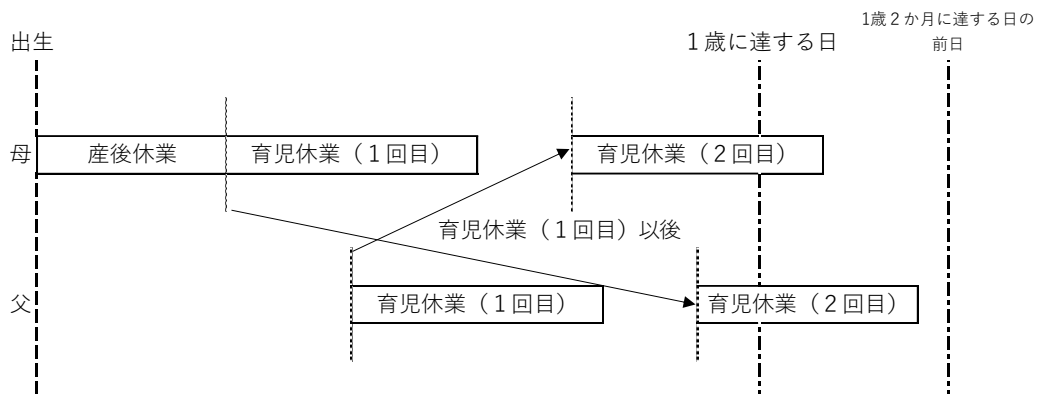 1歳2か月に達する日の
前日
出生
1歳に達する日
母
産後休業
育児休業（1回目）
育児休業（2回目）
育児休業（1回目）以後
父
育児休業（1回目）
育児休業（2回目）